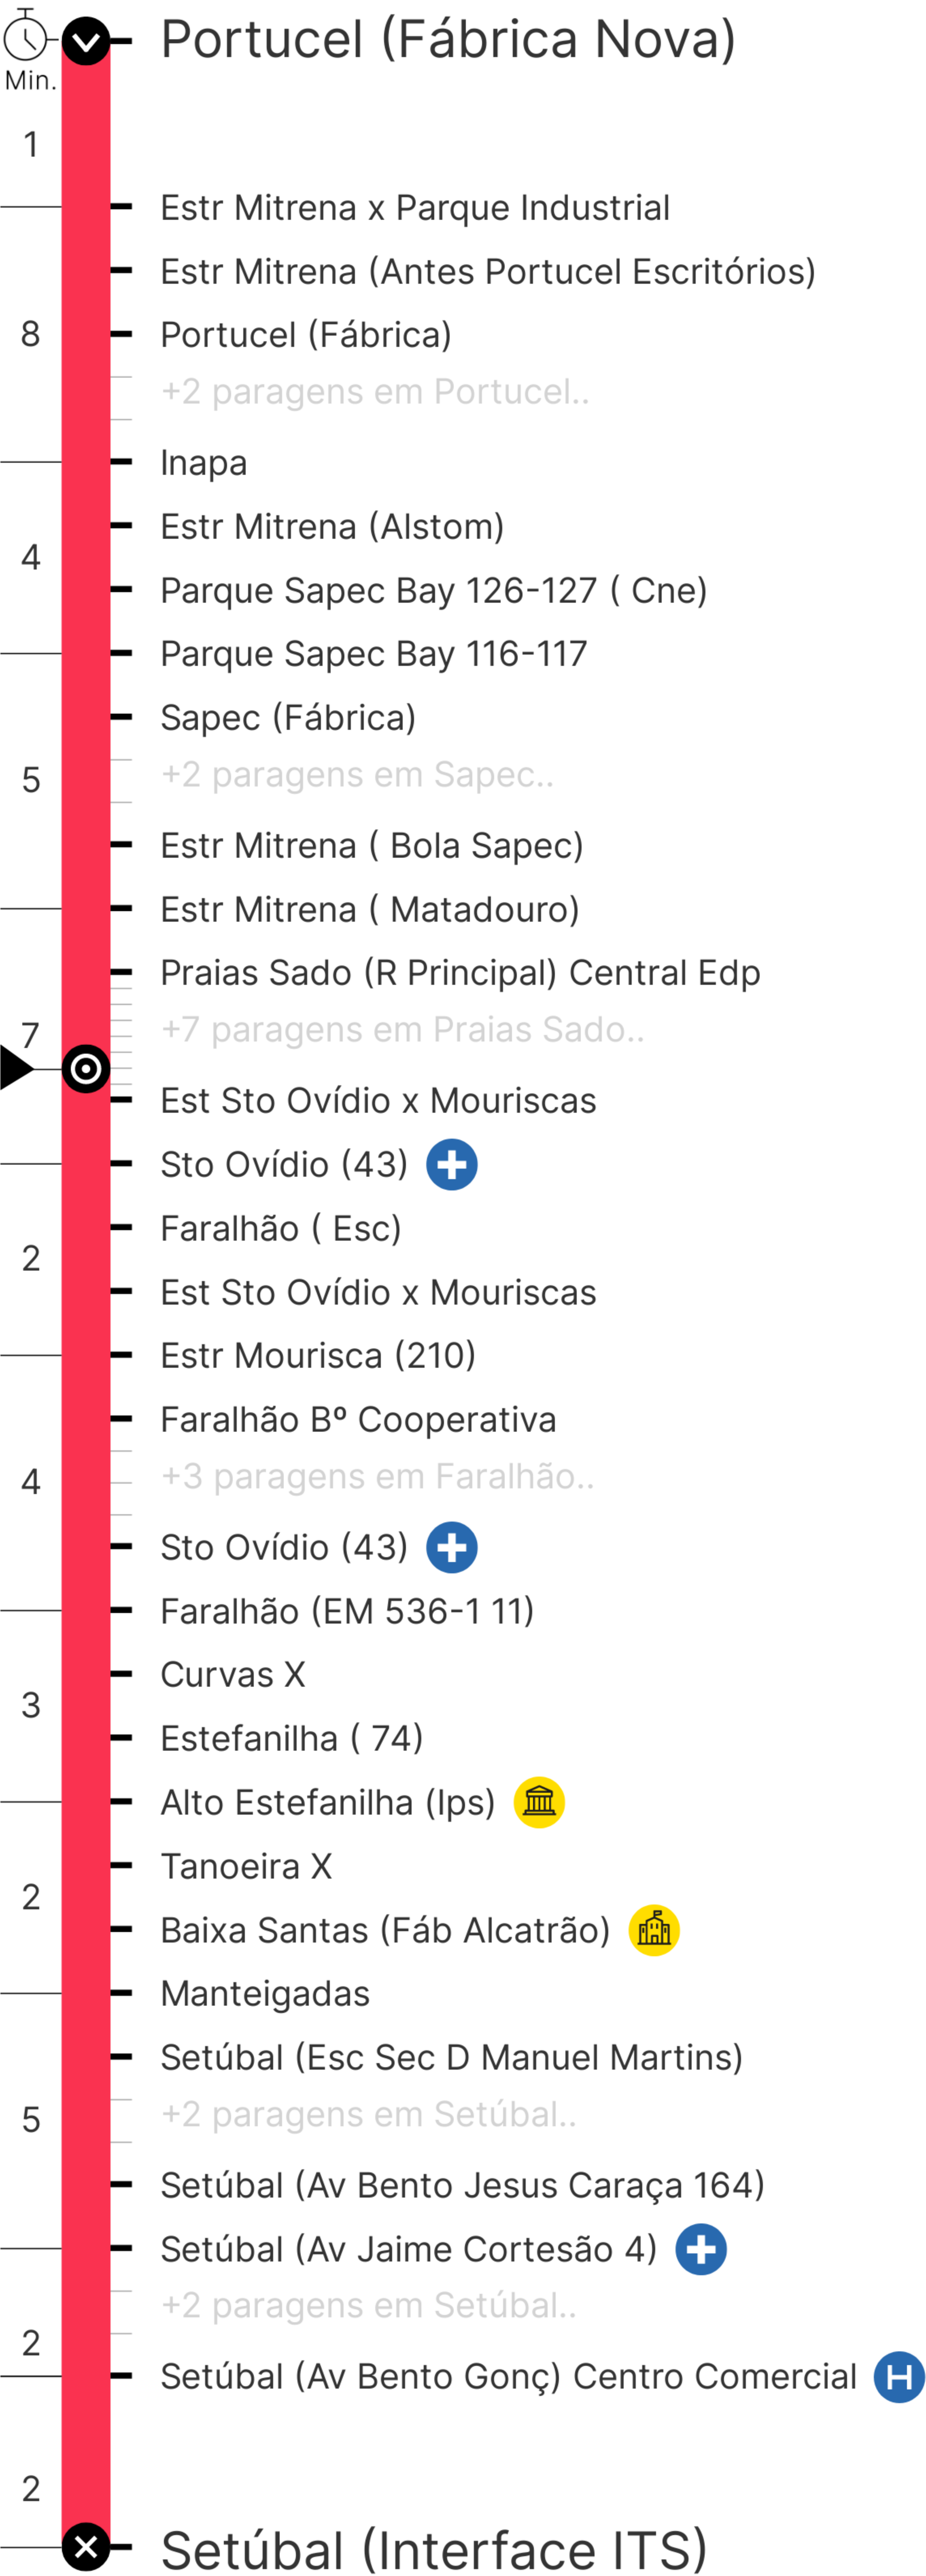 Portucel (Fábrica Nova)
Min.
1
Estr Mitrena x Parque Industrial
Estr Mitrena (Antes Portucel Escritórios)
8
Portucel (Fábrica)
+2 paragens em Portucel..
Inapa
Estr Mitrena (Alstom)
4
Parque Sapec Bay 126-127 ( Cne)
Parque Sapec Bay 116-117
Sapec (Fábrica)
+2 paragens em Sapec..
5
Estr Mitrena ( Bola Sapec)
Estr Mitrena ( Matadouro)
Praias Sado (R Principal) Central Edp
+7 paragens em Praias Sado..
7
Est Sto Ovídio x Mouriscas
Sto Ovídio (43)
Faralhão ( Esc)
2
Est Sto Ovídio x Mouriscas
Estr Mourisca (210)
Faralhão Bº Cooperativa
+3 paragens em Faralhão..
4
Sto Ovídio (43)
Faralhão (EM 536-1 11)
Curvas X
3
Estefanilha ( 74)
Alto Estefanilha (Ips)
Tanoeira X
2
Baixa Santas (Fáb Alcatrão)
Manteigadas
Setúbal (Esc Sec D Manuel Martins)
+2 paragens em Setúbal..
5
Setúbal (Av Bento Jesus Caraça 164)
Setúbal (Av Jaime Cortesão 4)
+2 paragens em Setúbal..
2
Setúbal (Av Bento Gonç) Centro Comercial H
2
Setúbal (Interface ITS)